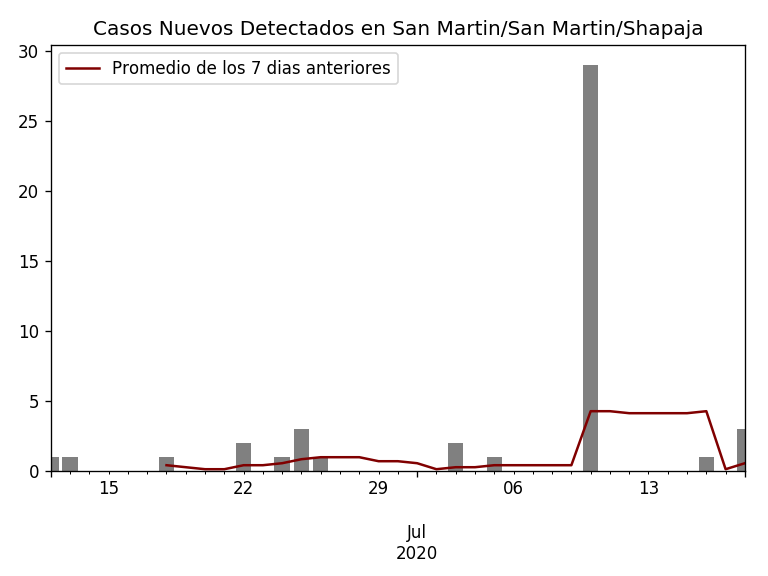 Casos Nuevos Detectados en San Martin/San Martin/Shapaja
Promedio de los 7 dias anteriores
30
25
20
15
10
5
0
15 22 29 06 13
Jul
2020